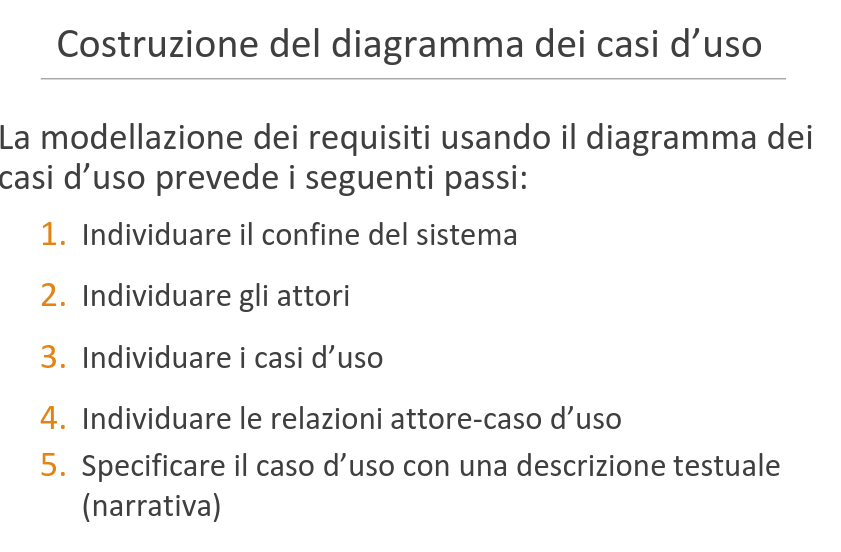 Costruzione del diagramma dei casi d’uso
La modellazione dei requisiti usando il diagramma dei
casi d’uso prevede i seguenti passi:
1. Individuare il confine del sistema
2. Individuare gli attori
3. Individuare i casi d’uso
4. Individuare le relazioni attore-caso d’uso
5. Specificare il caso d’uso con una descrizione testuale
(narrativa)